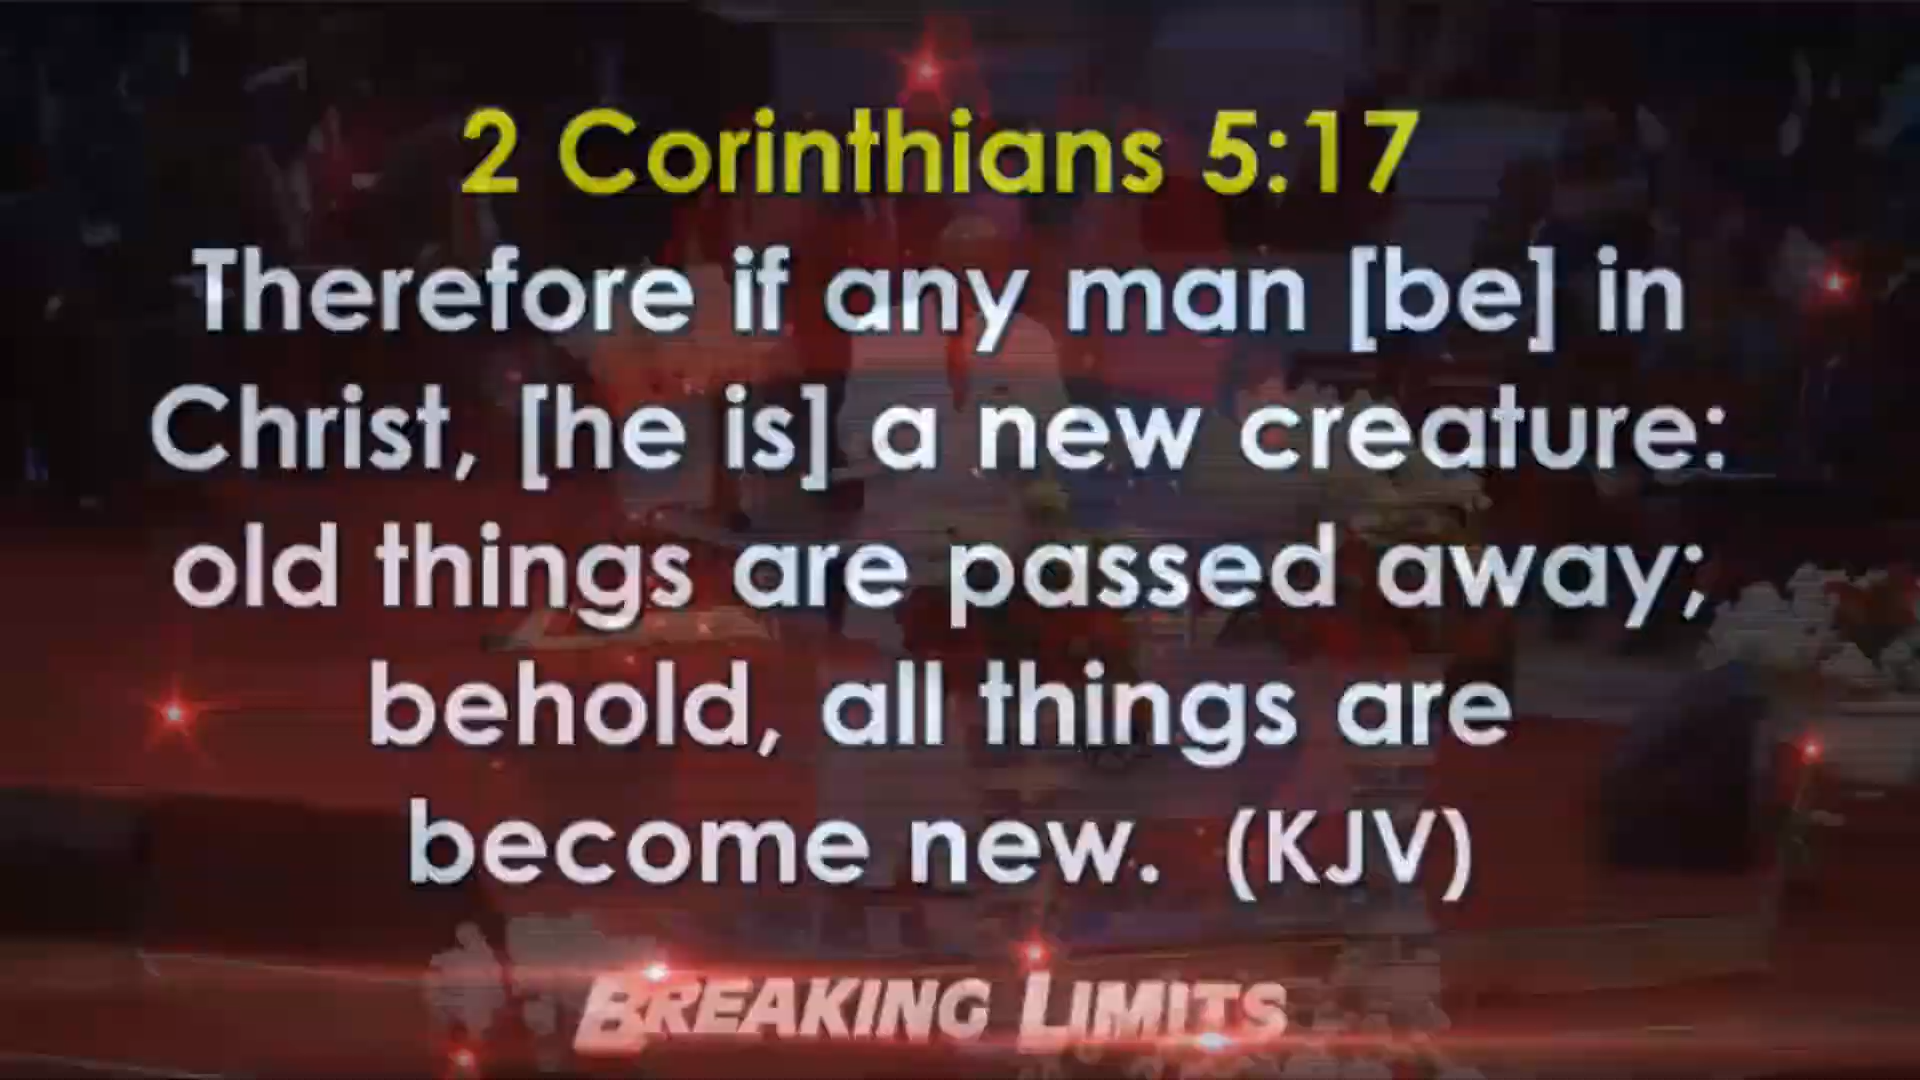 2 Corinthians 5:17
Therefore if any man [be] in
Christ, [he is] a new creature:
old things are passed away;
behold, all things are
become new. (KJV)
BREAKING LIMITS